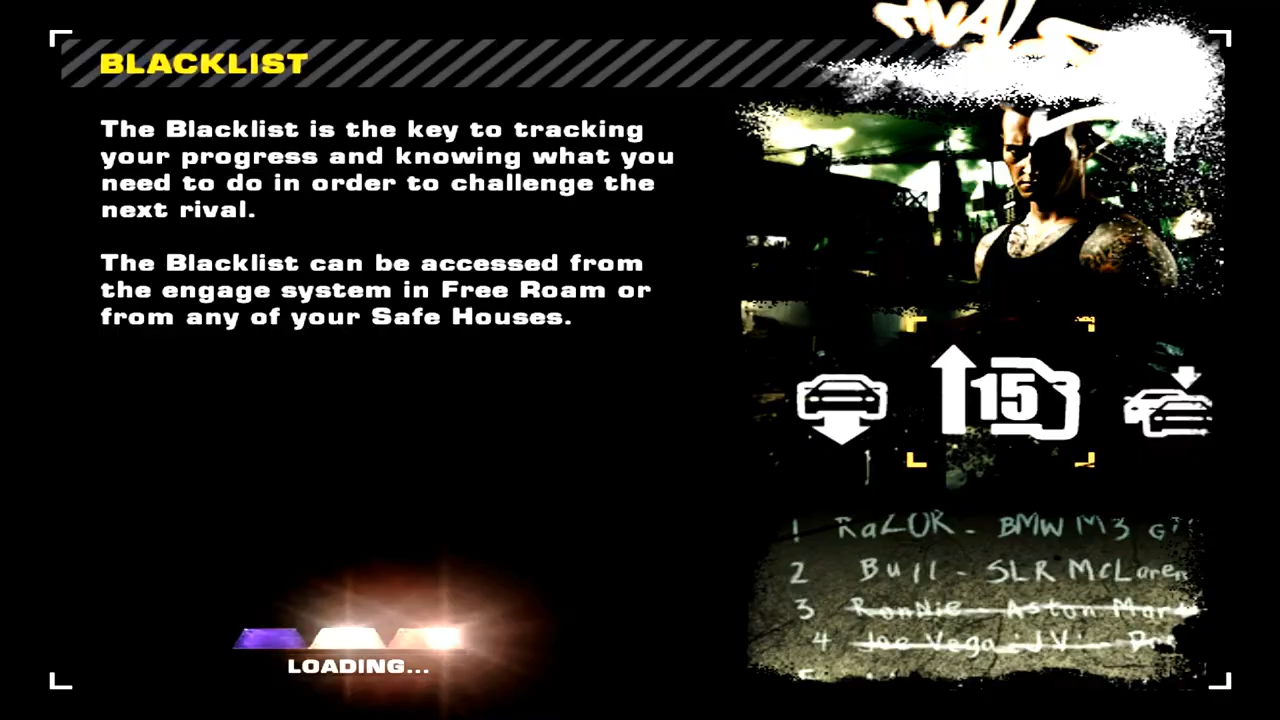 BLACKLIST
The Blacklist is the key to tracking
your progress and knowing what you
need to do in order to challenge the
next rival.
The Blacklist can be accessed from
the engage system in Free Roam or
from any of your Safe Houses.
15
1 RaZOR - BMW M3
2 Bull - SLR McLaren
3 Ronnie - Aston
4 Joe Vega
LOADING...